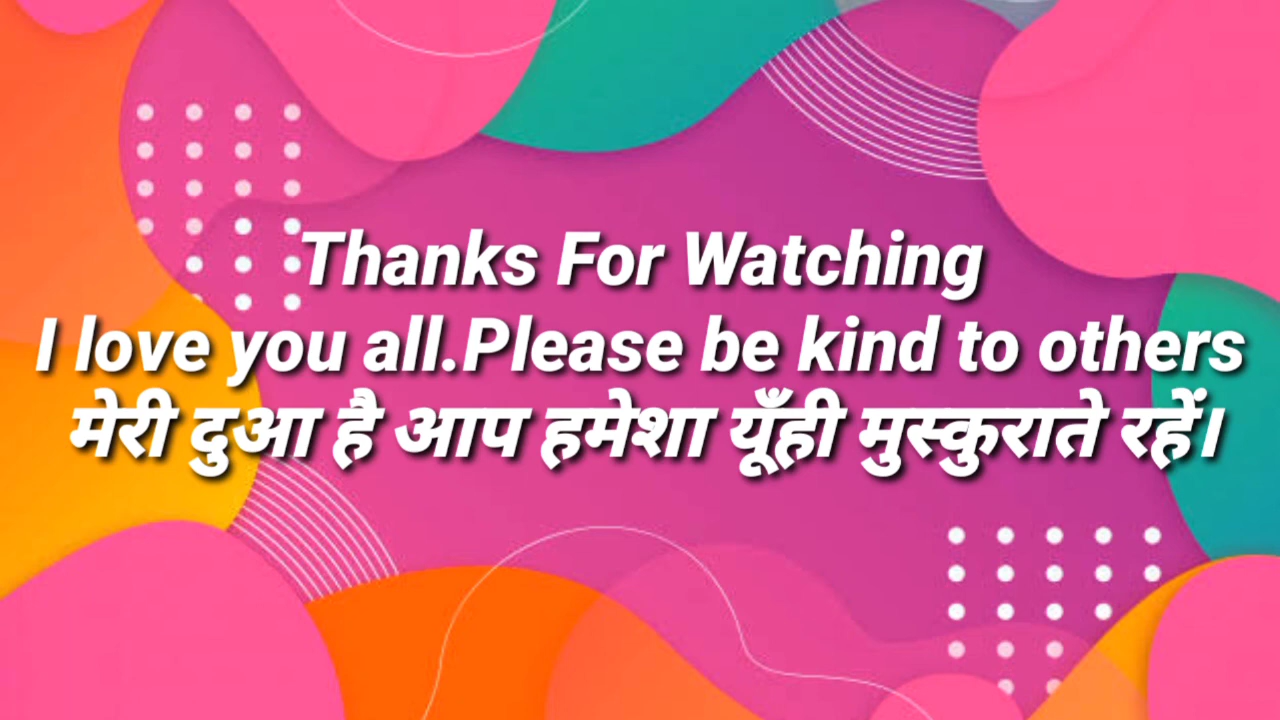 Thanks For Watching
I love you all.Please be kind to others
मेरी दुआ है आप हमेशा यूँही मुस्कुराते रहें।